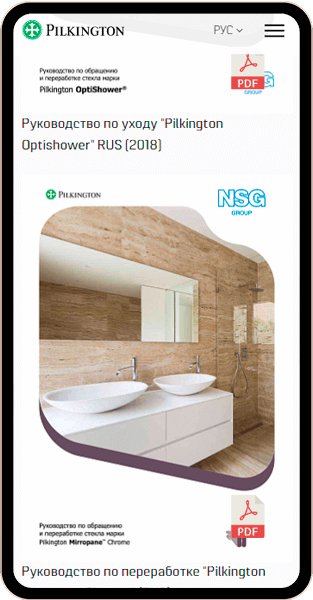 PILKINGTON
РУС
Руководство по обращению
и переработке стекла марки
Pilkington OptiShower®
PDF
GROUP
Руководство по уходу "Pilkington
Optishower" RUS (2018)
PILKINGTON
NSG
GROUP
Руководство по обращению
и переработке стекла марки
Pilkington Mirropane™ Chrome
PDF
Руководство по переработке "Pilkington